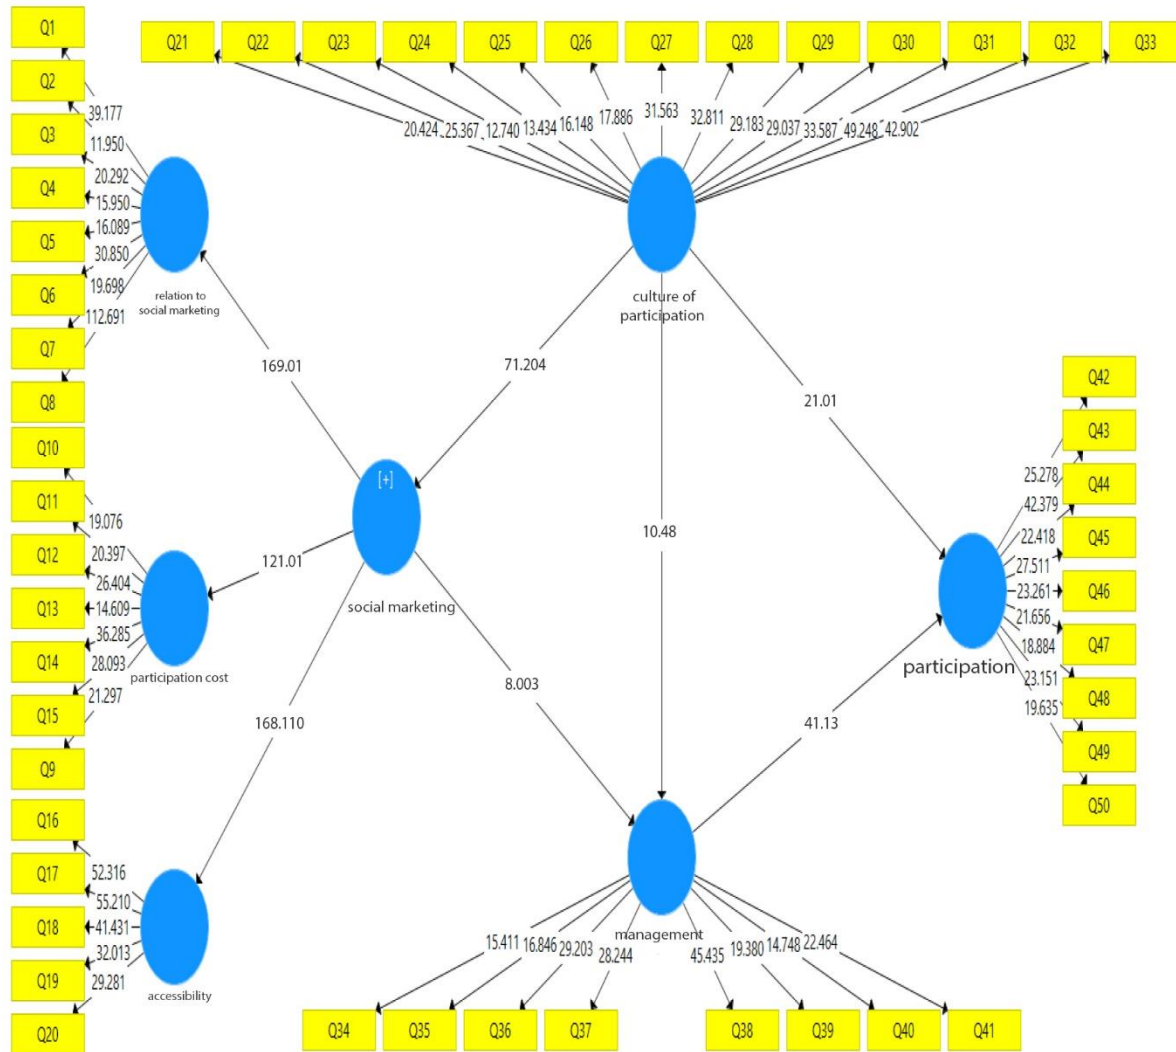 Q1
Q2
Q3
Q4
Q5
Q6
Q7
Q8
39.177
11.950
20.292
15.950
16.089
30.850
19.698
112.691
relation to
social marketing
Q21
Q22
Q23
Q24
Q25
Q26
Q27
Q28
Q29
Q30
Q31
Q32
Q33
20.424
25.367
12.740
13.434
16.148
17.886
31.563
32.811
29.183
29.037
33.587
49.248
42.902
culture of
participation
169.01
71.204
21.01
10.48
[+]
social marketing
121.01
168.110
8.003
41.13
Q10
Q11
Q12
Q13
Q14
Q15
Q9
19.076
20.397
26.404
14.609
36.285
28.093
21.297
participation cost
Q16
Q17
Q18
Q19
Q20
52.316
55.210
41.431
32.013
29.281
accessibility
Q42
Q43
Q44
Q45
Q46
Q47
Q48
Q49
Q50
25.278
42.379
22.418
27.511
23.261
21.656
18.884
23.151
19.635
participation
management
15.411
16.846
29.203
28.244
45.435
19.380
14.748
22.464
Q34
Q35
Q36
Q37
Q38
Q39
Q40
Q41